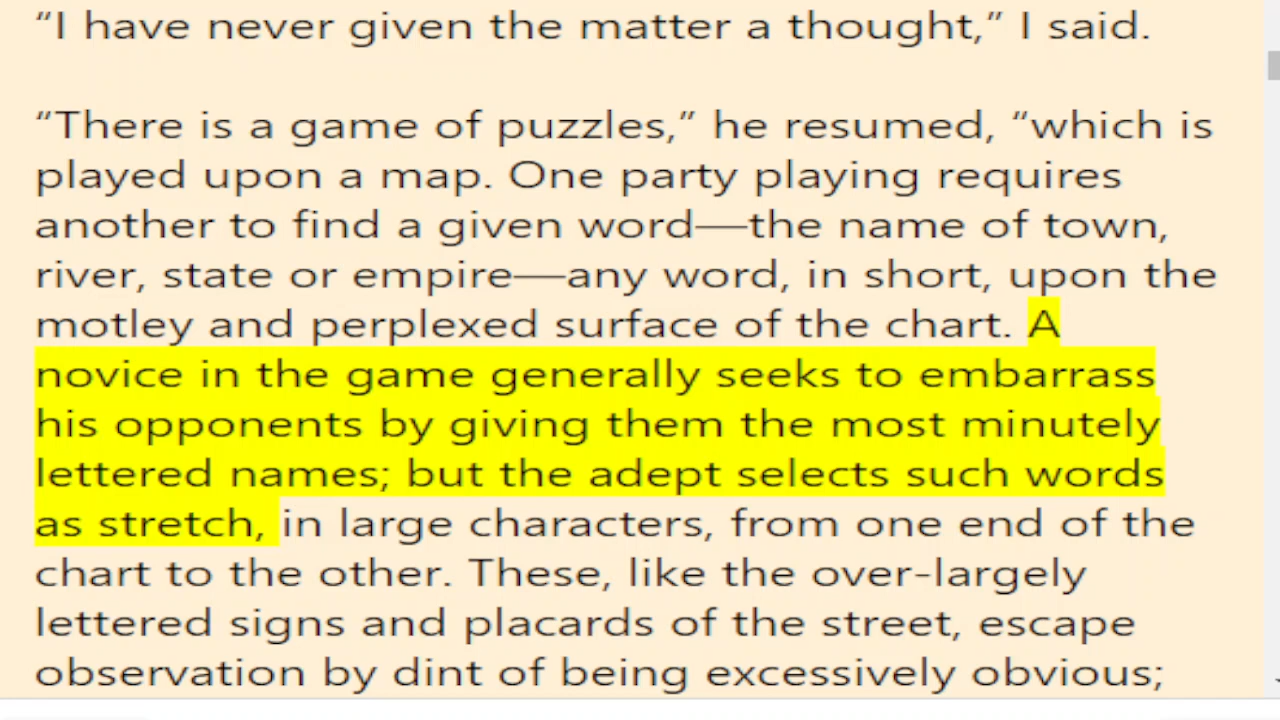 “I have never given the matter a thought,” I said.
“There is a game of puzzles,” he resumed, “which is
played upon a map. One party playing requires
another to find a given word—the name of town,
river, state or empire—any word, in short, upon the
motley and perplexed surface of the chart. A
novice in the game generally seeks to embarrass
his opponents by giving them the most minutely
lettered names; but the adept selects such words
as stretch, in large characters, from one end of the
chart to the other. These, like the over-largely
lettered signs and placards of the street, escape
observation by dint of being excessively obvious;